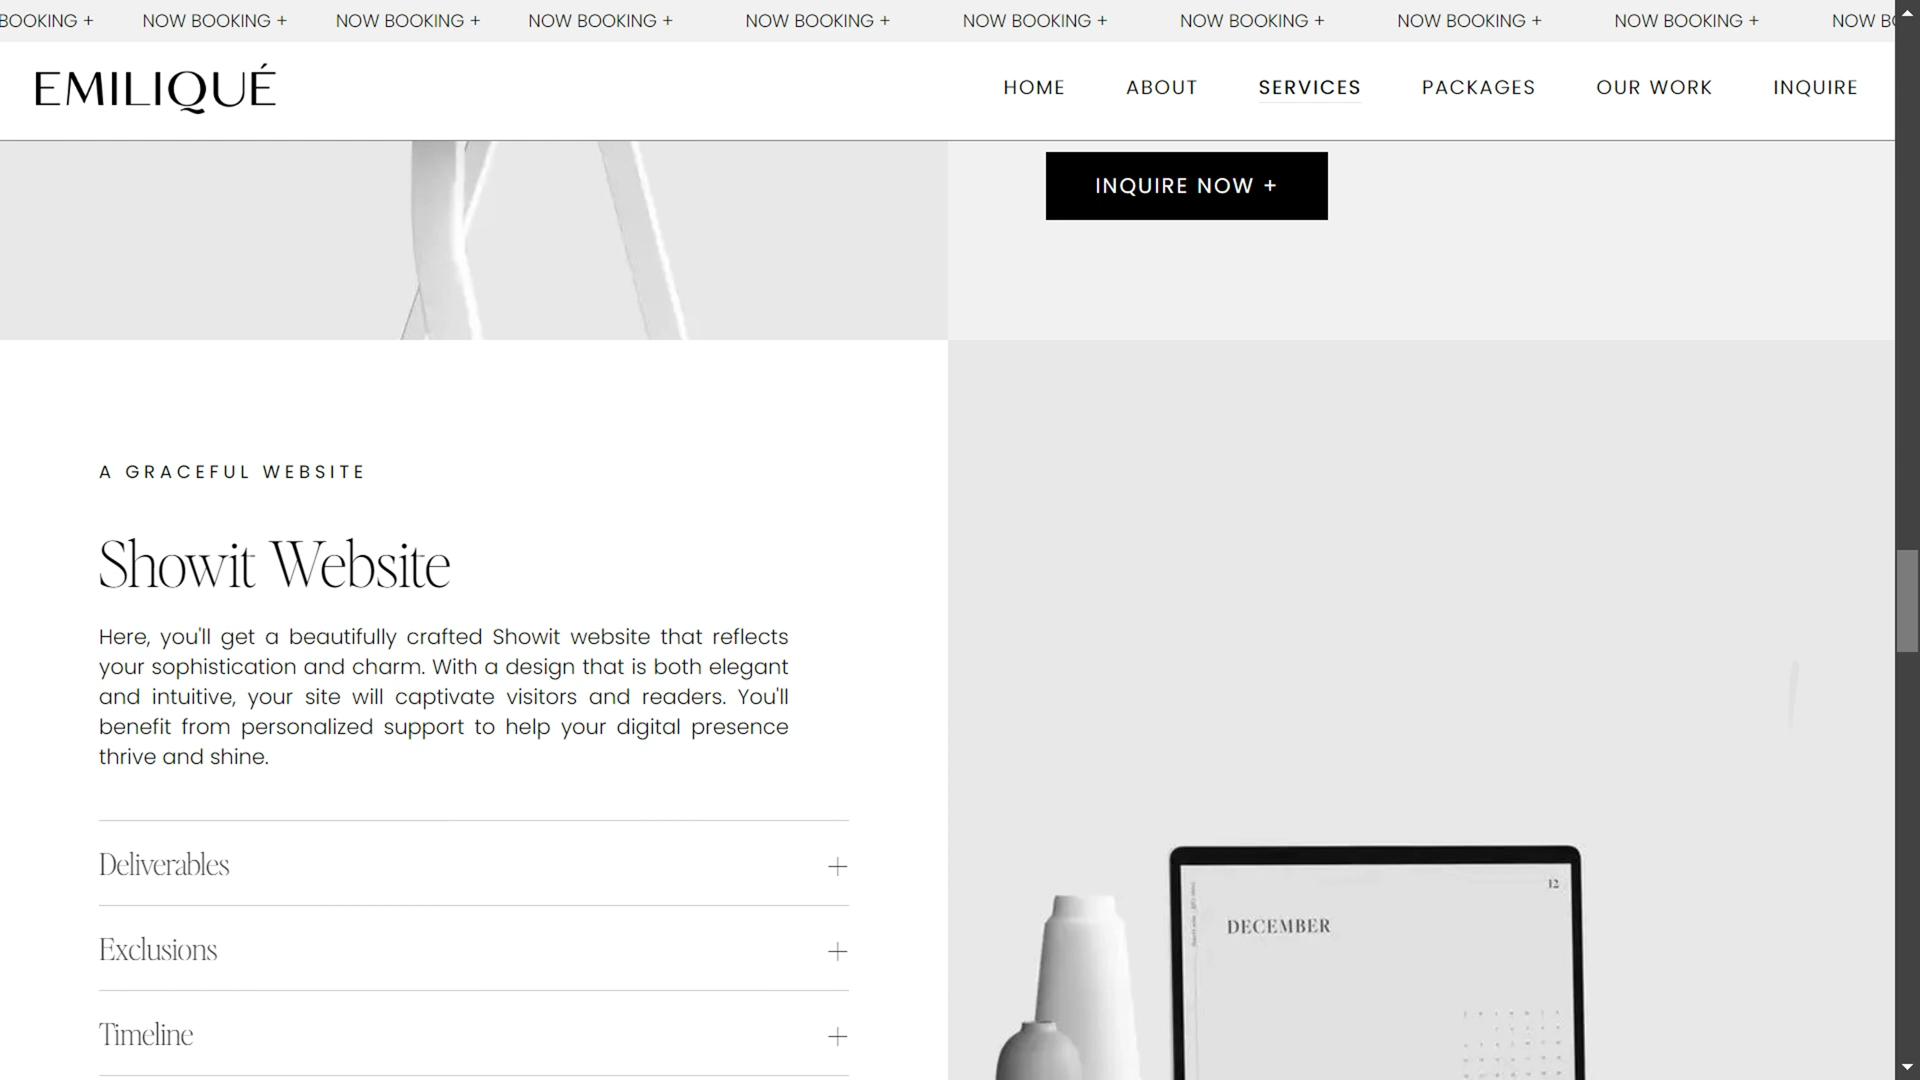 BOOKING + NOW BOOKING + NOW BOOKING + NOW BOOKING + NOW BOOKING + NOW BOOKING + NOW BOOKING + NOW BOOKING + NOW BOOKING + NOW
EMILIQUÉ
HOME ABOUT SERVICES PACKAGES OUR WORK INQUIRE
INQUIRE NOW +
A GRACEFUL WEBSITE
Showit Website
Here, you'll get a beautifully crafted Showit website that reflects
your sophistication and charm. With a design that is both elegant
and intuitive, your site will captivate visitors and readers. You'll
benefit from personalized support to help your digital presence
thrive and shine.
Deliverables +
Exclusions +
Timeline +
12
DECEMBER